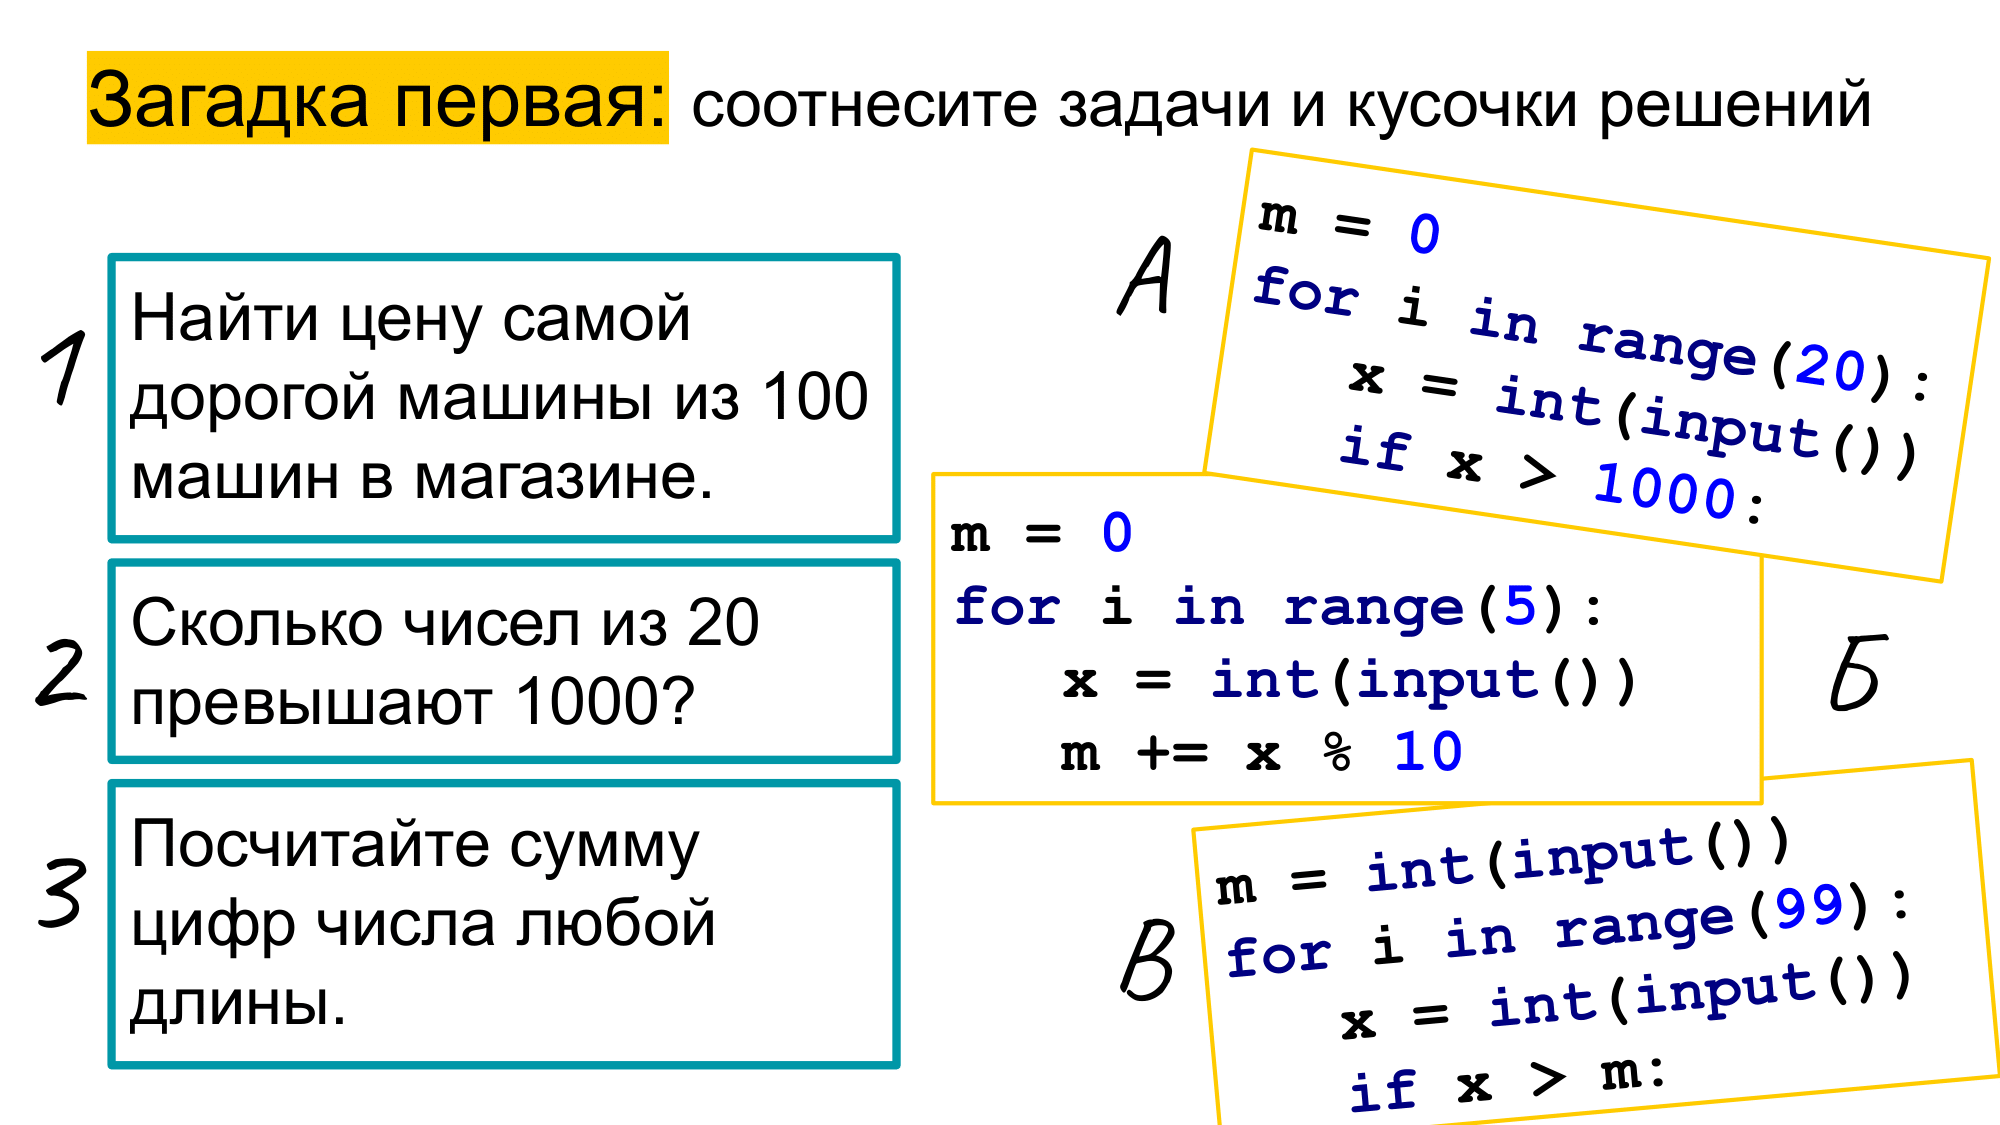 Загадка первая: соотнесите задачи и кусочки решений
1
Найти цену самой
дорогой машины из 100
машин в магазине.
2
Сколько чисел из 20
превышают 1000?
3
Посчитайте сумму
цифр числа любой
длины.
А
m = 0
for i in range(20):
x = int(input())
if x > 1000:
Б
m = 0
for i in range(5):
x = int(input())
m += x % 10
В
m = int(input())
for i in range(99):
x = int(input())
if x > m: